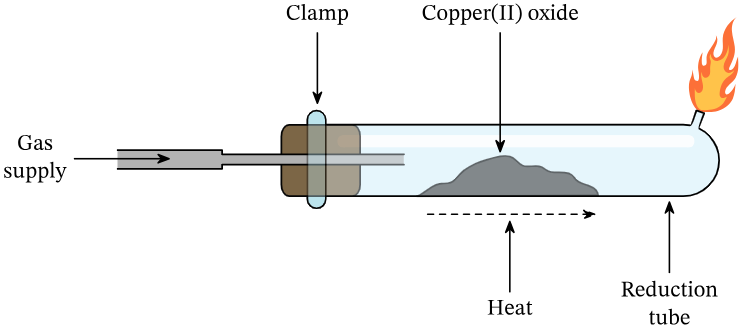 Clamp
Copper(II) oxide
Gas
supply
Heat
Reduction
tube